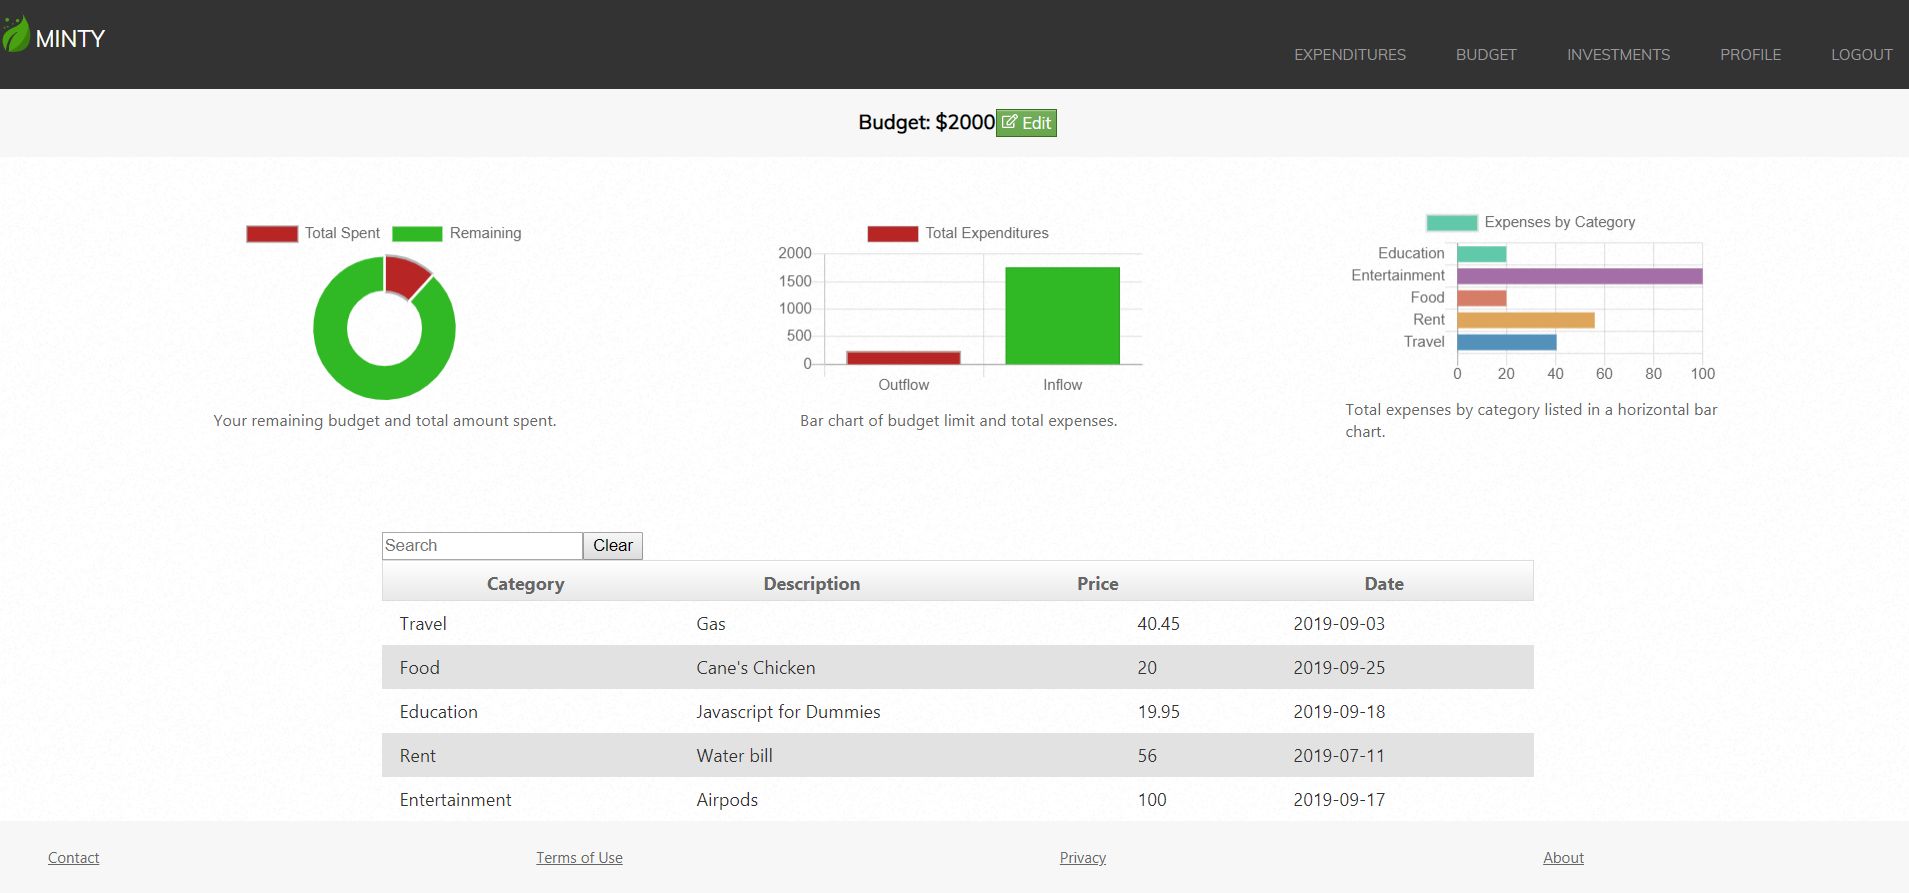 MINTY
EXPENDITURES BUDGET INVESTMENTS PROFILE LOGOUT
Budget: $2000 Edit
Total Spent Remaining
Your remaining budget and total amount spent.
Total Expenditures
2000
1500
1000
500
0
Outflow Inflow
Bar chart of budget limit and total expenses.
Expenses by Category
Education
Entertainment
Food
Rent
Travel
0 20 40 60 80 100
Total expenses by category listed in a horizontal bar
chart.
Search Clear
Category Description Price Date
Travel Gas 40.45 2019-09-03
Food Cane's Chicken 20 2019-09-25
Education Javascript for Dummies 19.95 2019-09-18
Rent Water bill 56 2019-07-11
Entertainment Airpods 100 2019-09-17
Contact Terms of Use Privacy About